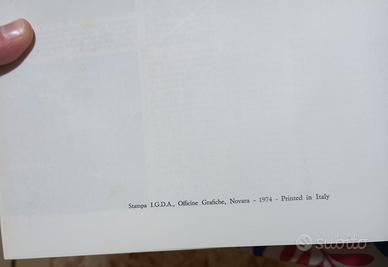 Stampa I.G.D.A., Officine Grafiche, Novara - 1974 - Printed in Italy
subito